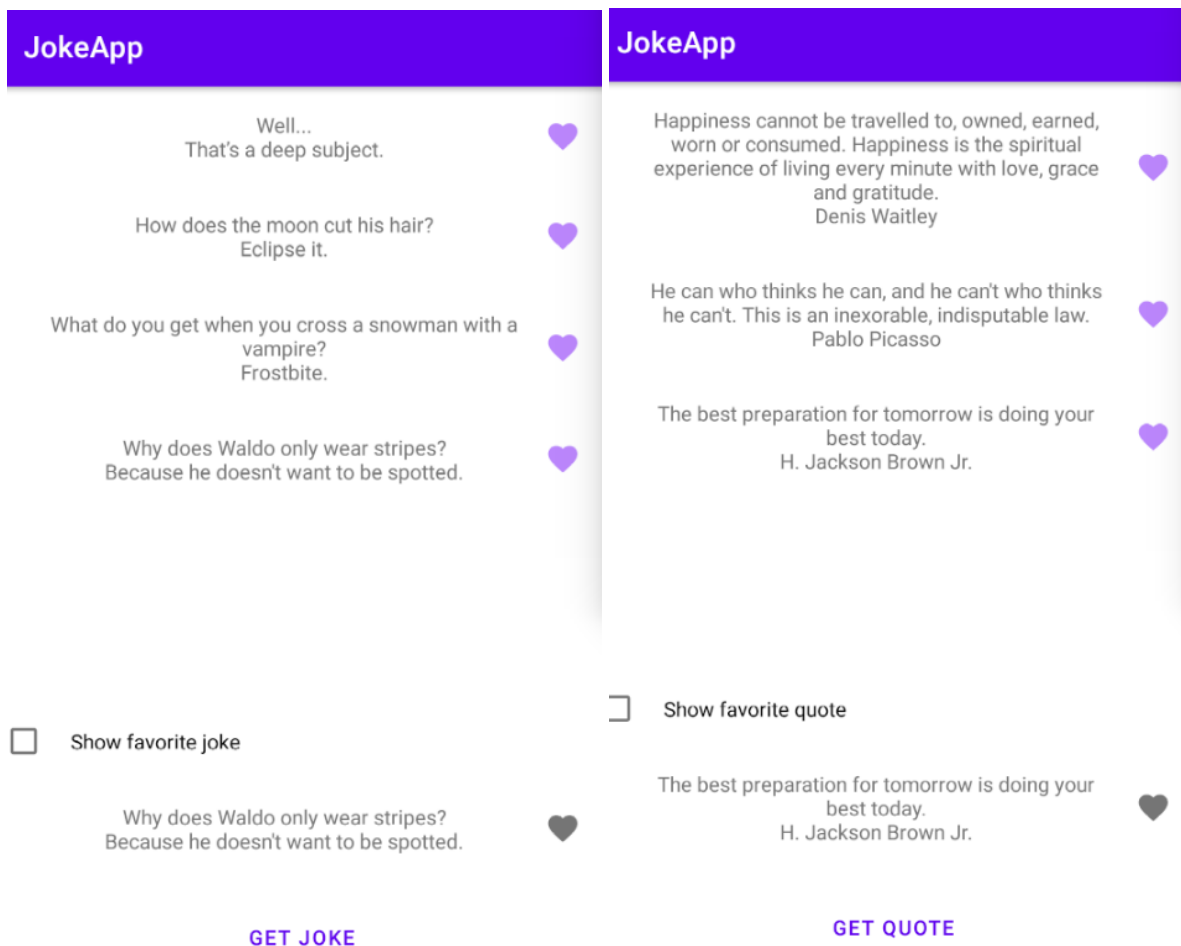 JokeApp
Well...
That's a deep subject.
How does the moon cut his hair?
Eclipse it.
What do you get when you cross a snowman with a
vampire?
Frostbite.
Why does Waldo only wear stripes?
Because he doesn't want to be spotted.
Show favorite joke
Why does Waldo only wear stripes?
Because he doesn't want to be spotted.
GET JOKE
JokeApp
Happiness cannot be travelled to, owned, earned,
worn or consumed. Happiness is the spiritual
experience of living every minute with love, grace
and gratitude.
Denis Waitley
He can who thinks he can, and he can't who thinks
he can't. This is an inexorable, indisputable law.
Pablo Picasso
The best preparation for tomorrow is doing your
best today.
H. Jackson Brown Jr.
Show favorite quote
The best preparation for tomorrow is doing your
best today.
H. Jackson Brown Jr.
GET QUOTE